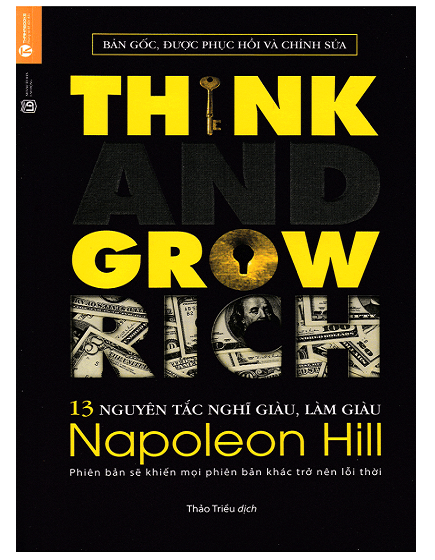 BẢN GỐC, ĐƯỢC PHỤC HỒI VÀ CHỈNH SỬA
THINK
AND
GROW
RICH
13 NGUYÊN TẮC NGHĨ GIÀU, LÀM GIÀU
Napoleon Hill
Phiên bản sẽ khiến mọi phiên bản khác trở nên lỗi thời
Thảo Triều dịch